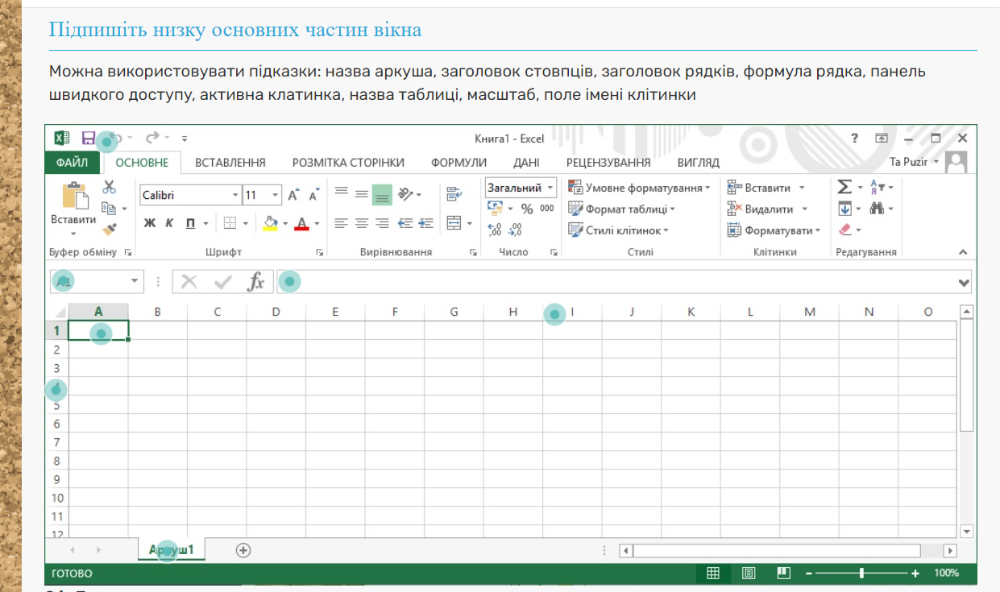 Підпишіть низку основних частин вікна
Можна використовувати підказки: назва аркуша, заголовок стовпців, заголовок рядків, формула рядка, панель
швидкого доступу, активна клатинка, назва таблиці, масштаб, поле імені клітинки
Книга1 - Excel
ФАЙЛ ОСНОВНЕ ВСТАВЛЕННЯ РОЗМІТКА СТОРІНКИ ФОРМУЛИ ДАНІ РЕЦЕНЗУВАННЯ ВИГЛЯД Ta Puzir
Calibri 11 Загальний Умовне форматування Вставити
Вставити Ж К П А % 000 Формат таблиці Видалити
Стилі клітинок Форматувати
Буфер обміну Шрифт Вирівнювання Число Стилі Клітинки Редагування
A1 fx
A B C D E F G H I J K L M N O
1
2
3
5
6
7
8
9
10
11
12
Аркуш1
ГОТОВО 100%